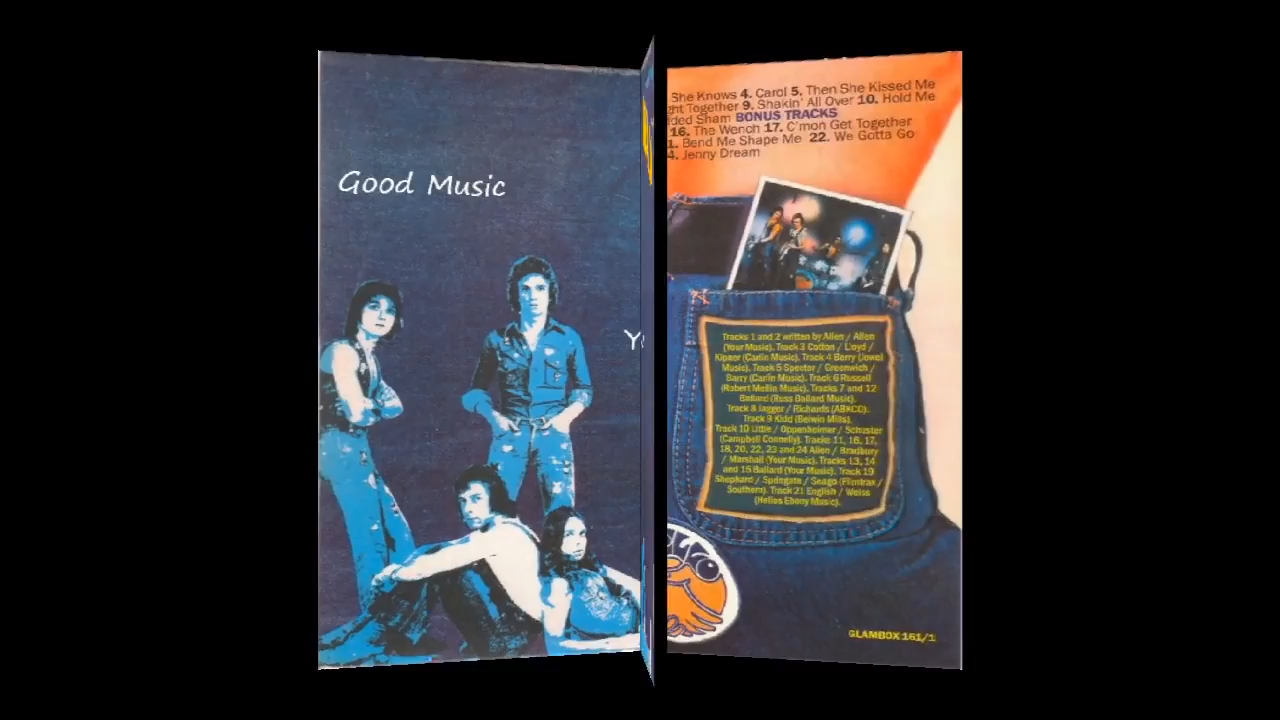 Good Music
She Knows 4. Carol 5. Then She Kissed Me
ght Together 9. Shakin' All Over 10. Hold Me
ded Sham BONUS TRACKS
16. The Wench 17. C'mon Get Together
1. Bend Me Shape Me 22. We Gotta Go
4. Jenny Dream
Tracks 1 and 2 written by Allen / Allen
(Your Music). Track 3 Cotton / Lloyd /
Kipner (Carlin Music). Track 4 Berry (Jewel
Music). Track 5 Spector / Greenwich /
Barry (Carlin Music). Track 6 Russell
(Robert Mellin Music). Tracks 7 and 12
Ballard (Russ Ballard Music).
Track 8 Jagger / Richards (ABKCO).
Track 9 Kidd (Belwin Mills).
Track 10 Little / Oppenheimer / Schuster
(Campbell Connelly). Tracks 11, 16, 17,
18, 20, 22, 23 and 24 Allen / Bradbury
/ Marshall (Your Music). Tracks 13, 14
and 15 Ballard (Your Music). Track 19
Shephard / Springate / Seago (Filmtrax /
Southern). Track 21 English / Weiss
(Helios Ebony Music).
GLAMBOX 161/1